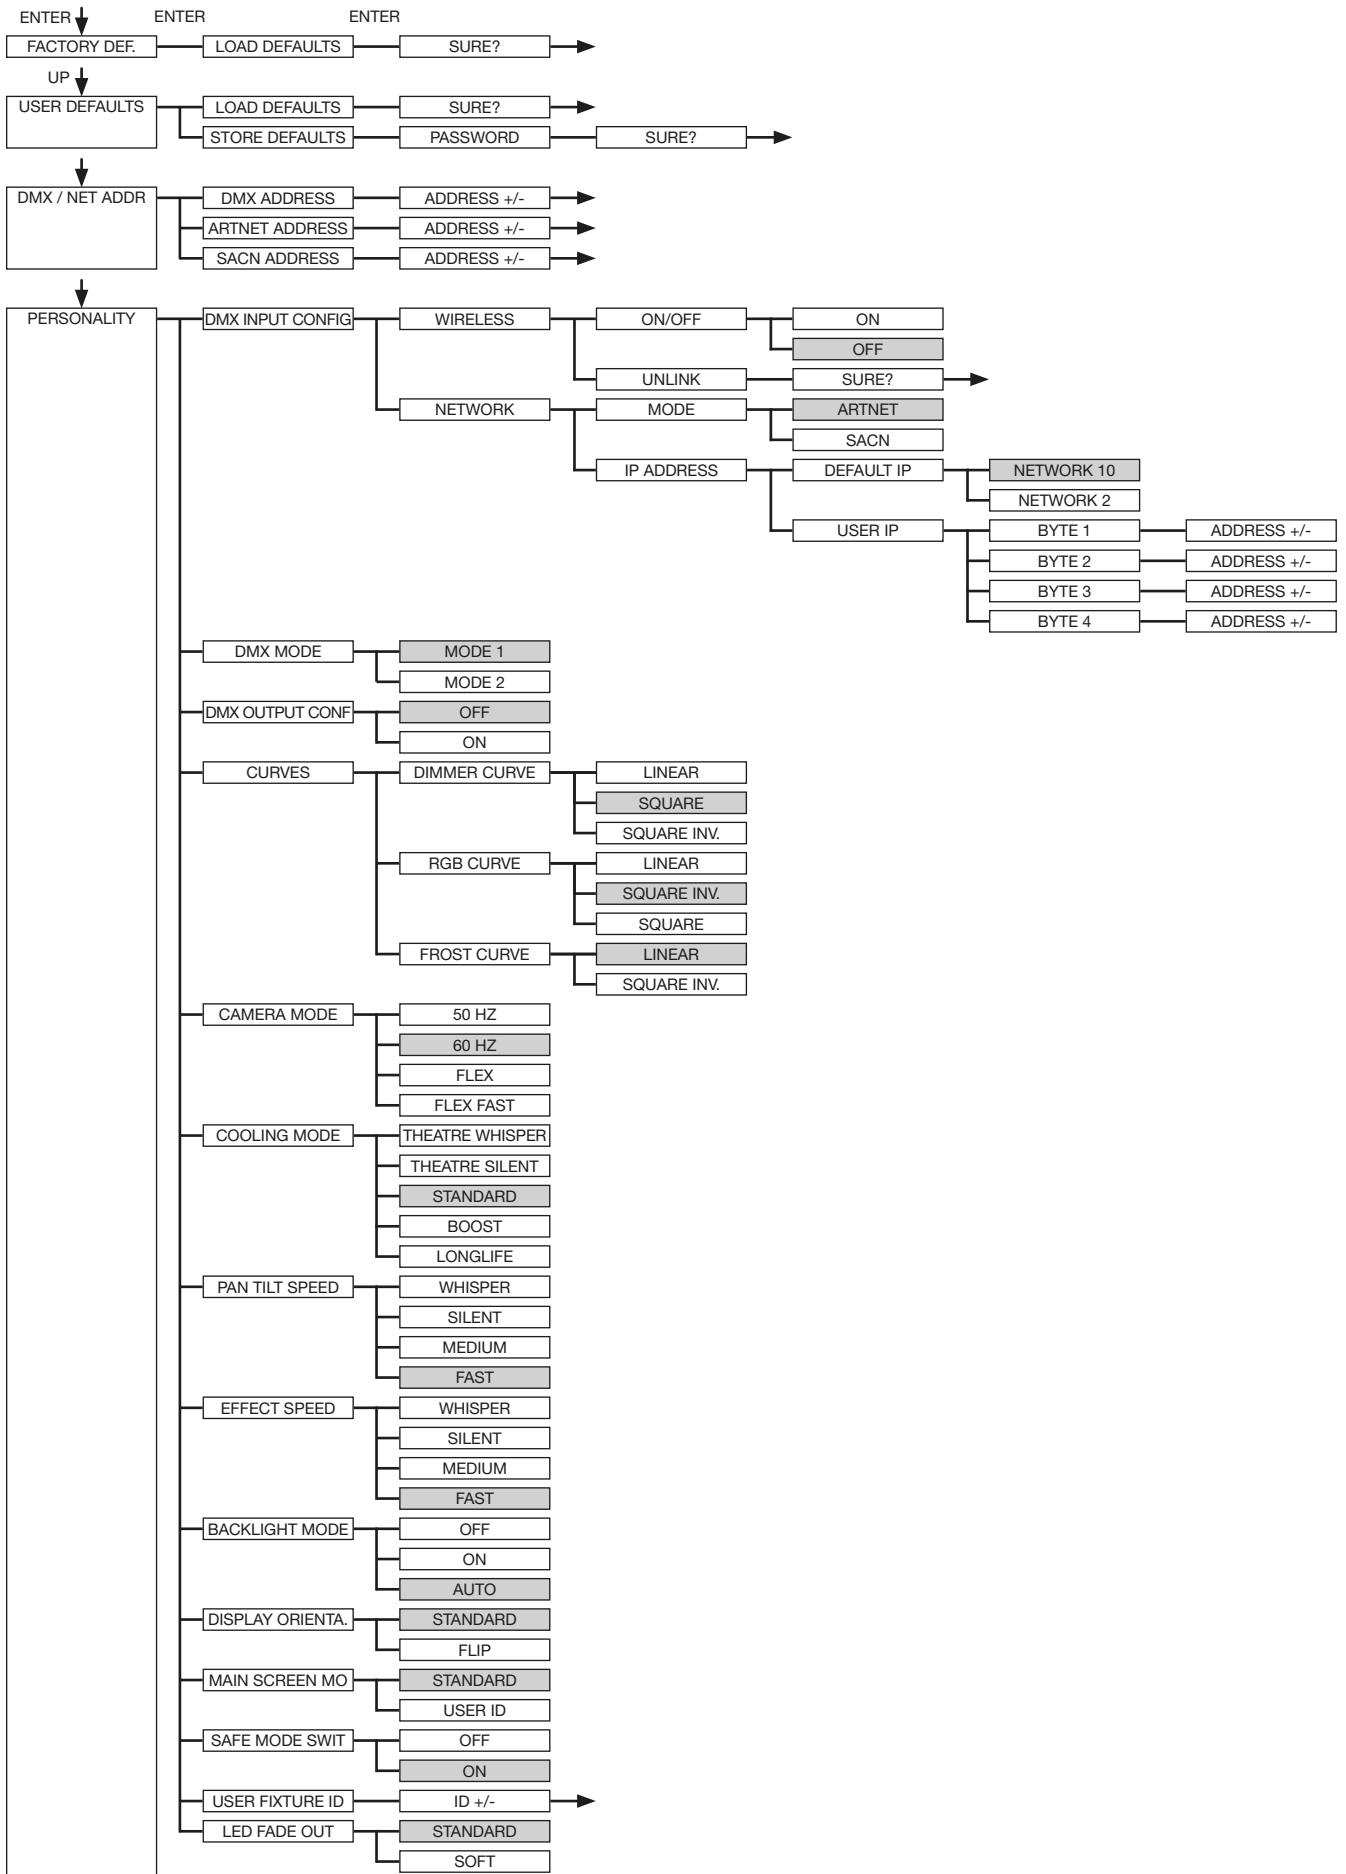 ENTER ENTER ENTER
FACTORY DEF. LOAD DEFAULTS SURE?
UP
USER DEFAULTS LOAD DEFAULTS SURE?
STORE DEFAULTS PASSWORD SURE?
DMX / NET ADDR DMX ADDRESS ADDRESS +/-
ARTNET ADDRESS ADDRESS +/-
SACN ADDRESS ADDRESS +/-
PERSONALITY DMX INPUT CONFIG WIRELESS ON/OFF ON
OFF
UNLINK SURE?
NETWORK MODE ARTNET
SACN
IP ADDRESS DEFAULT IP NETWORK 10
NETWORK 2
USER IP BYTE 1 ADDRESS +/-
BYTE 2 ADDRESS +/-
BYTE 3 ADDRESS +/-
BYTE 4 ADDRESS +/-
DMX MODE MODE 1
MODE 2
DMX OUTPUT CONF OFF
ON
CURVES DIMMER CURVE LINEAR
SQUARE
SQUARE INV.
RGB CURVE LINEAR
SQUARE INV.
SQUARE
FROST CURVE LINEAR
SQUARE INV.
CAMERA MODE 50 HZ
60 HZ
FLEX
FLEX FAST
COOLING MODE THEATRE WHISPER
THEATRE SILENT
STANDARD
BOOST
LONGLIFE
PAN TILT SPEED WHISPER
SILENT
MEDIUM
FAST
EFFECT SPEED WHISPER
SILENT
MEDIUM
FAST
BACKLIGHT MODE OFF
ON
AUTO
DISPLAY ORIENTA. STANDARD
FLIP
MAIN SCREEN MO STANDARD
USER ID
SAFE MODE SWIT OFF
ON
USER FIXTURE ID ID +/-
LED FADE OUT STANDARD
SOFT